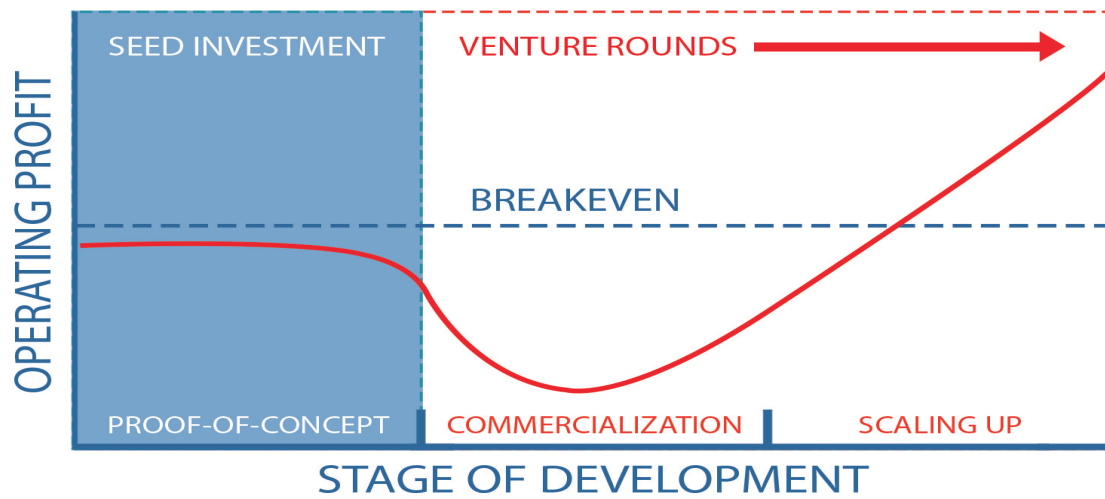 SEED INVESTMENT
VENTURE ROUNDS
OPERATING PROFIT
BREAKEVEN
PROOF-OF-CONCEPT
COMMERCIALIZATION
SCALING UP
STAGE OF DEVELOPMENT